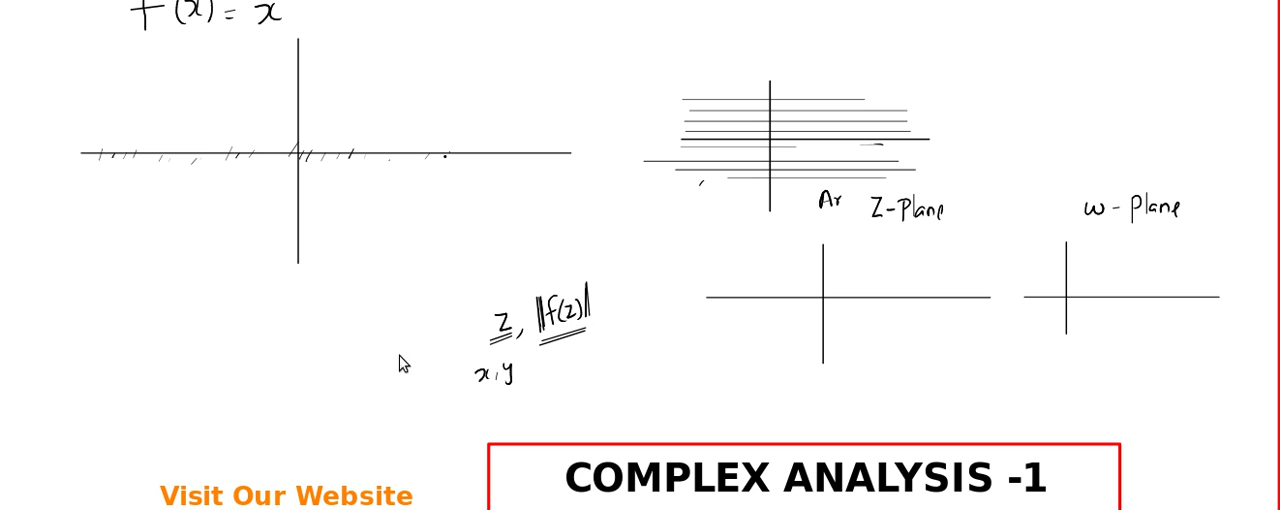 f(x) = x
Ar Z-Plane
w - Plane
z, ||f(z)||
x, y
COMPLEX ANALYSIS -1
Visit Our Website